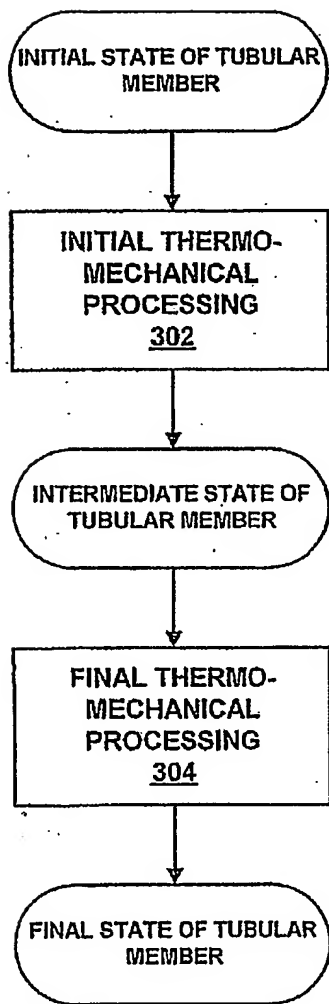 INITIAL STATE OF TUBULAR
MEMBER
INITIAL THERMO-
MECHANICAL
PROCESSING
302
INTERMEDIATE STATE OF
TUBULAR MEMBER
FINAL THERMO-
MECHANICAL
PROCESSING
304
FINAL STATE OF TUBULAR
MEMBER